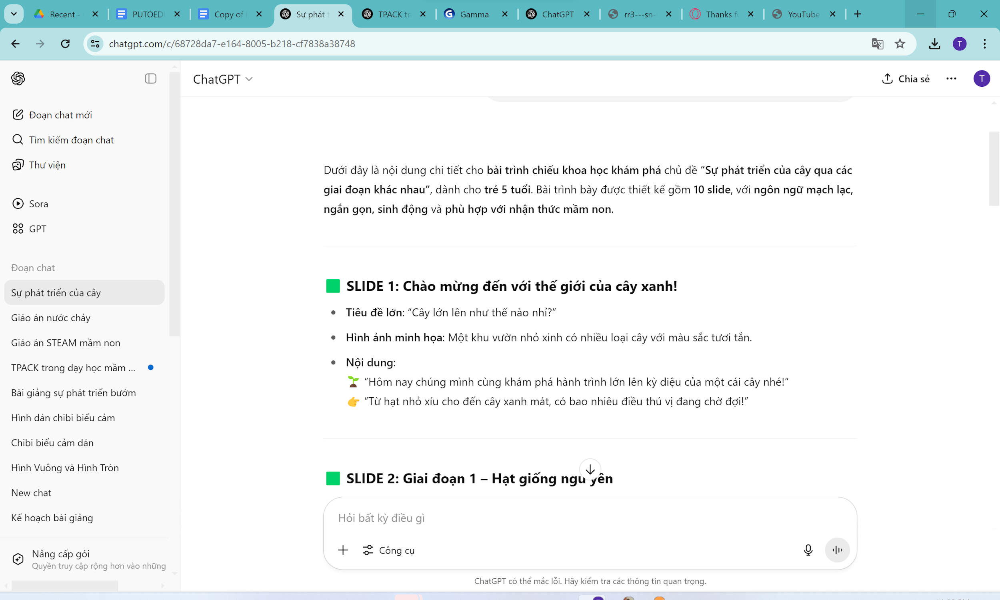 Recent -
PUTOEDU
Copy of
Sự phát t
TPACK tr
Gamma
ChatGPT
rr3---sn-
Thanks fo
YouTube
chatgpt.com/c/68728da7-e164-8005-b218-cf7838a38748
T
ChatGPT
Chia sẻ
T
Đoạn chat mới
Tìm kiếm đoạn chat
Thư viện
Sora
GPT
Đoạn chat
Sự phát triển của cây
Giáo án nước chảy
Giáo án STEAM mầm non
TPACK trong dạy học mầm ...
Bài giảng sự phát triển bướm
Hình dán chibi biểu cảm
Chibi biểu cảm dán
Hình Vuông và Hình Tròn
New chat
Kế hoạch bài giảng
Nâng cấp gói
Quyền truy cập rộng hơn vào những
Dưới đây là nội dung chi tiết cho bài trình chiếu khoa học khám phá chủ đề “Sự phát triển của cây qua các
giai đoạn khác nhau”, dành cho trẻ 5 tuổi. Bài trình bày được thiết kế gồm 10 slide, với ngôn ngữ mạch lạc,
ngắn gọn, sinh động và phù hợp với nhận thức mầm non.
SLIDE 1: Chào mừng đến với thế giới của cây xanh!
Tiêu đề lớn: “Cây lớn lên như thế nào nhỉ?”
Hình ảnh minh họa: Một khu vườn nhỏ xinh có nhiều loại cây với màu sắc tươi tắn.
Nội dung:
🌱 “Hôm nay chúng mình cùng khám phá hành trình lớn lên kỳ diệu của một cái cây nhé!”
👉 “Từ hạt nhỏ xíu cho đến cây xanh mát, có bao nhiêu điều thú vị đang chờ đợi!”
SLIDE 2: Giai đoạn 1 – Hạt giống ngủ yên
Hỏi bất kỳ điều gì
Công cụ
ChatGPT có thể mắc lỗi. Hãy kiểm tra các thông tin quan trọng.